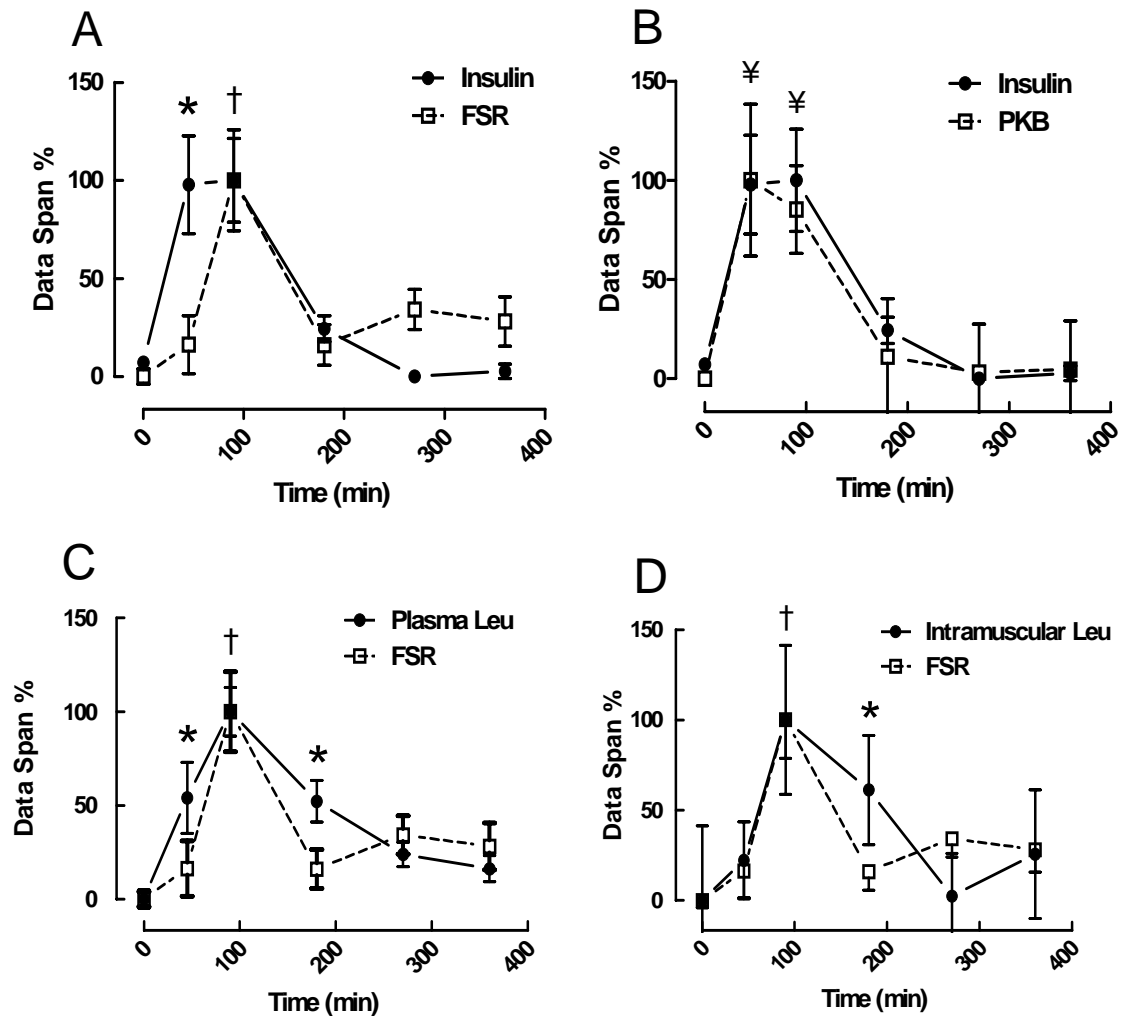 A
Insulin
FSR
*
†
150
100
50
0
Data Span %
0
100
200
300
400
Time (min)
B
Insulin
PKB
¥
¥
150
100
50
0
Data Span %
0
100
200
300
400
Time (min)
C
Plasma Leu
FSR
*
†
*
150
100
50
0
Data Span %
0
100
200
300
400
Time (min)
D
Intramuscular Leu
FSR
†
*
150
100
50
0
Data Span %
0
100
200
300
400
Time (min)